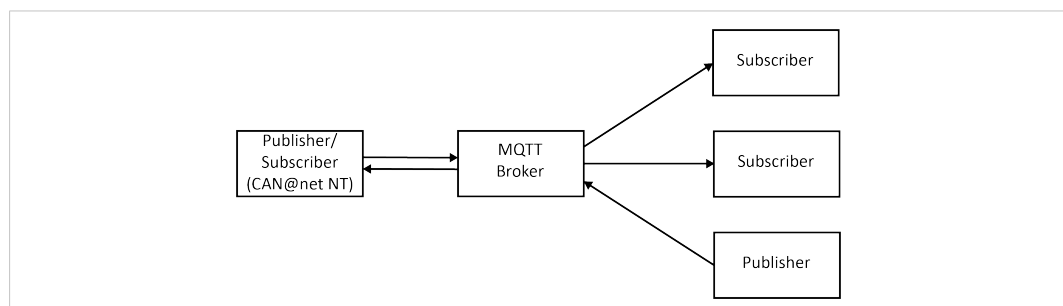 Publisher/
Subscriber
(CAN@net NT)
MQTT
Broker
Subscriber
Subscriber
Publisher